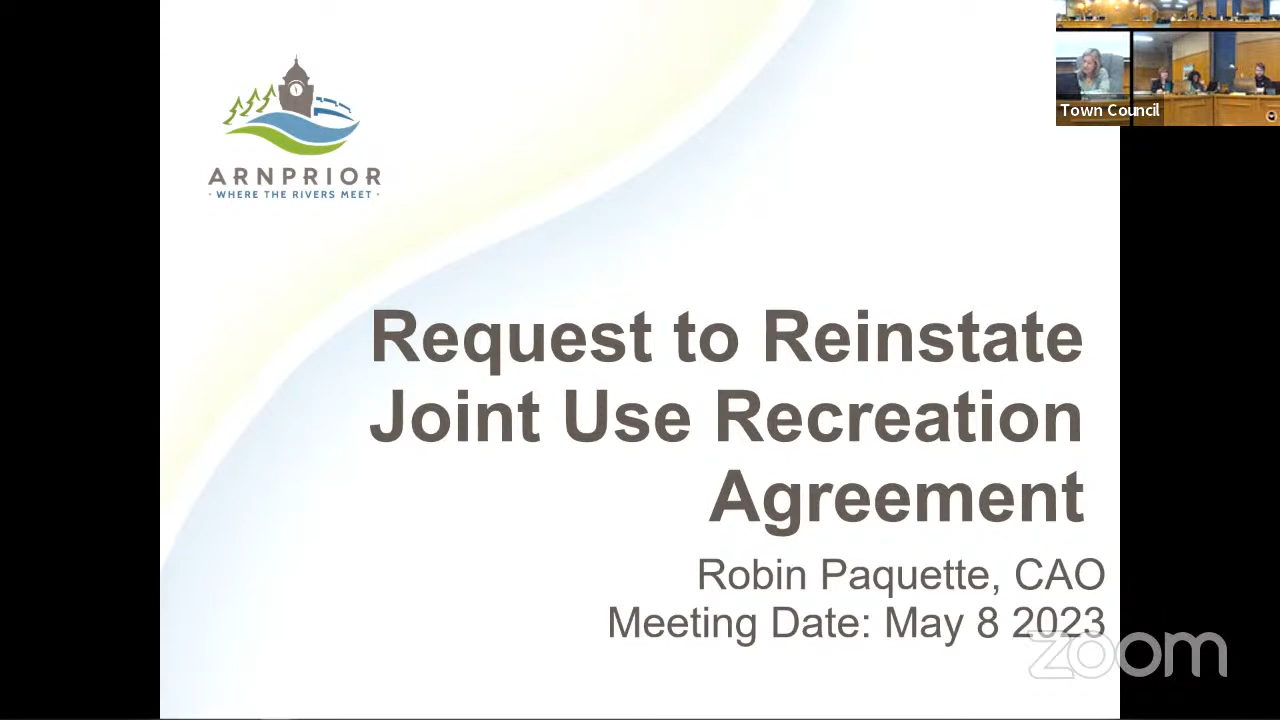 Town Council
ARNPRIOR
· WHERE THE RIVERS MEET ·
Request to Reinstate
Joint Use Recreation
Agreement
Robin Paquette, CAO
Meeting Date: May 8 2023
zoom